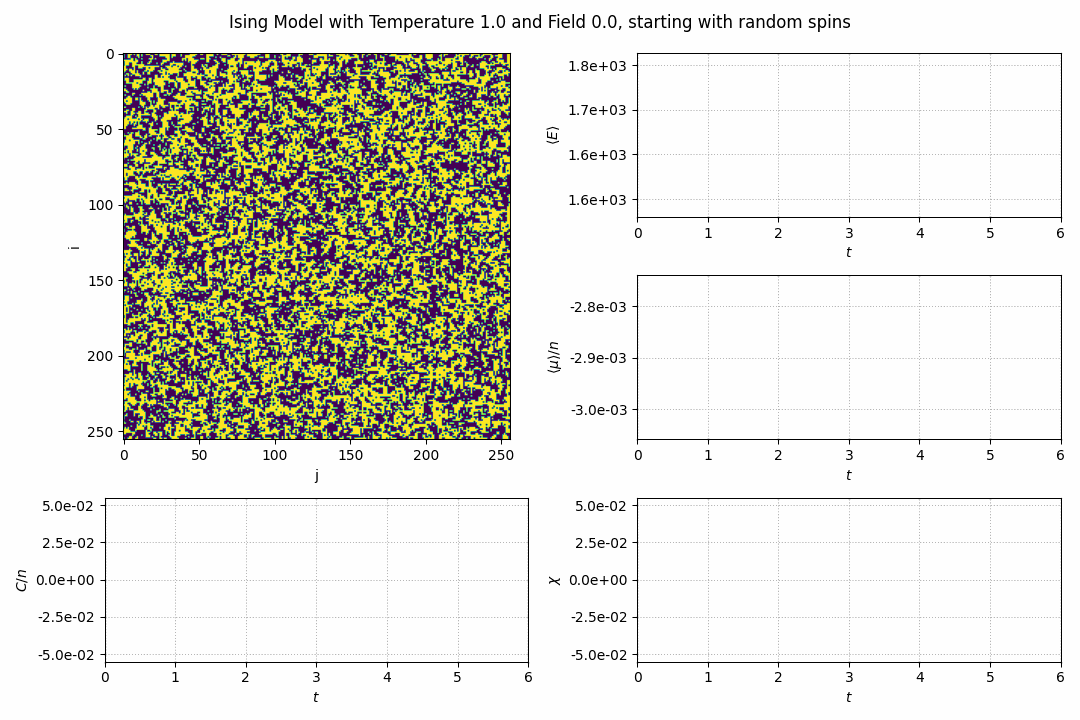 Ising Model with Temperature 1.0 and Field 0.0, starting with random spins
0
50
100
150
200
250
i
0 50 100 150 200 250
j
1.8e+03
1.7e+03
1.6e+03
1.6e+03
⟨E⟩
0 1 2 3 4 5 6
t
-2.8e-03
-2.9e-03
-3.0e-03
⟨μ⟩/n
0 1 2 3 4 5 6
t
5.0e-02
2.5e-02
0.0e+00
-2.5e-02
-5.0e-02
C/n
0 1 2 3 4 5 6
t
5.0e-02
2.5e-02
0.0e+00
-2.5e-02
-5.0e-02
χ
0 1 2 3 4 5 6
t